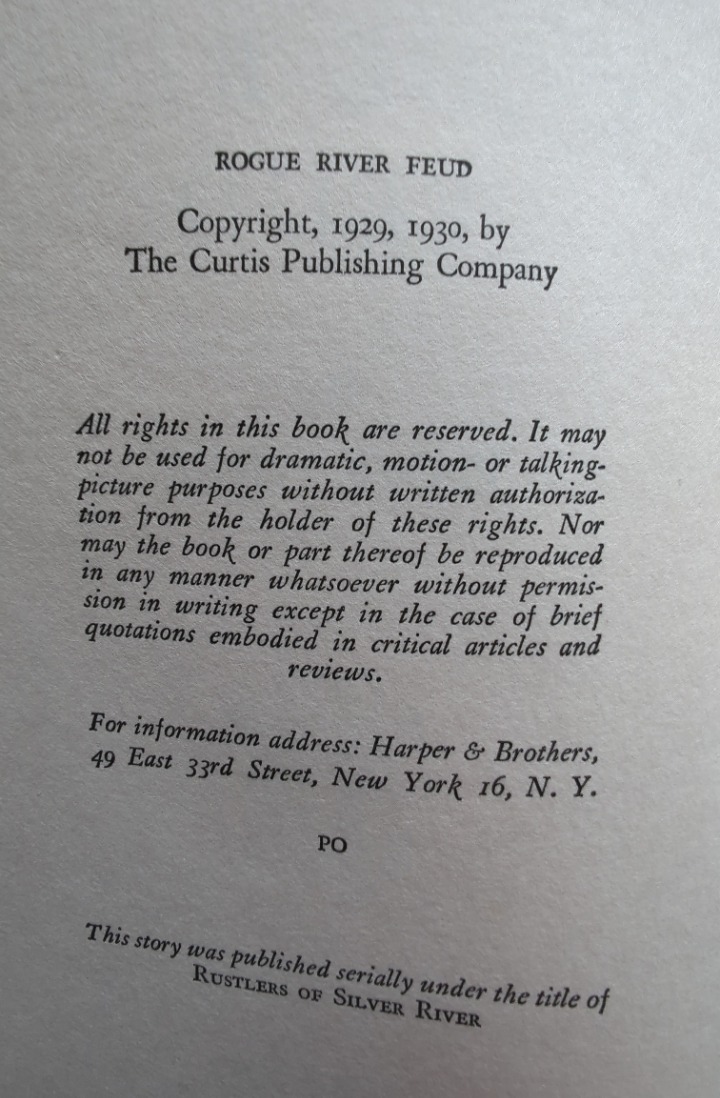 ROGUE RIVER FEUD
Copyright, 1929, 1930, by
The Curtis Publishing Company
All rights in this book are reserved. It may
not be used for dramatic, motion- or talking-
picture purposes without written authoriza-
tion from the holder of these rights. Nor
may the book or part thereof be reproduced
in any manner whatsoever without permis-
sion in writing except in the case of brief
quotations embodied in critical articles and
reviews.
For information address: Harper & Brothers,
49 East 33rd Street, New York 16, N. Y.
PO
This story was published serially under the title of
RUSTLERS OF SILVER RIVER